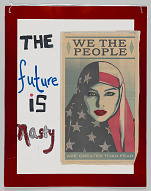 THE
future
is
nasty
WE THE
PEOPLE
ARE GREATER THAN FEAR